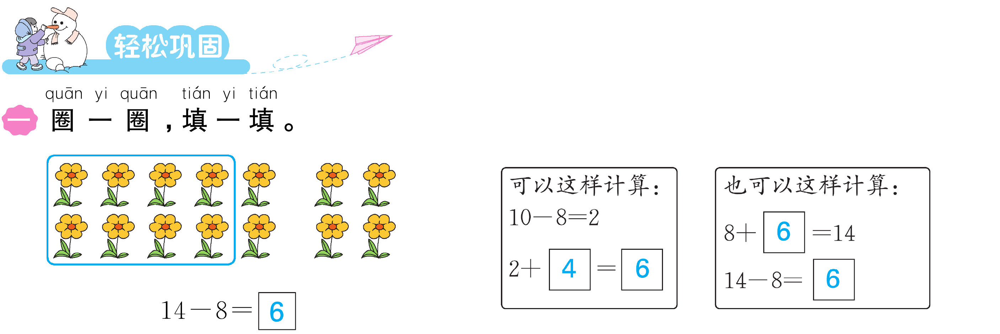 轻松巩固
quān yi quān tián yi tián
一 圈一圈,填一填。
14－8＝6
可以这样计算：
10－8＝2
2＋4＝6
也可以这样计算：
8＋6＝14
14－8＝6